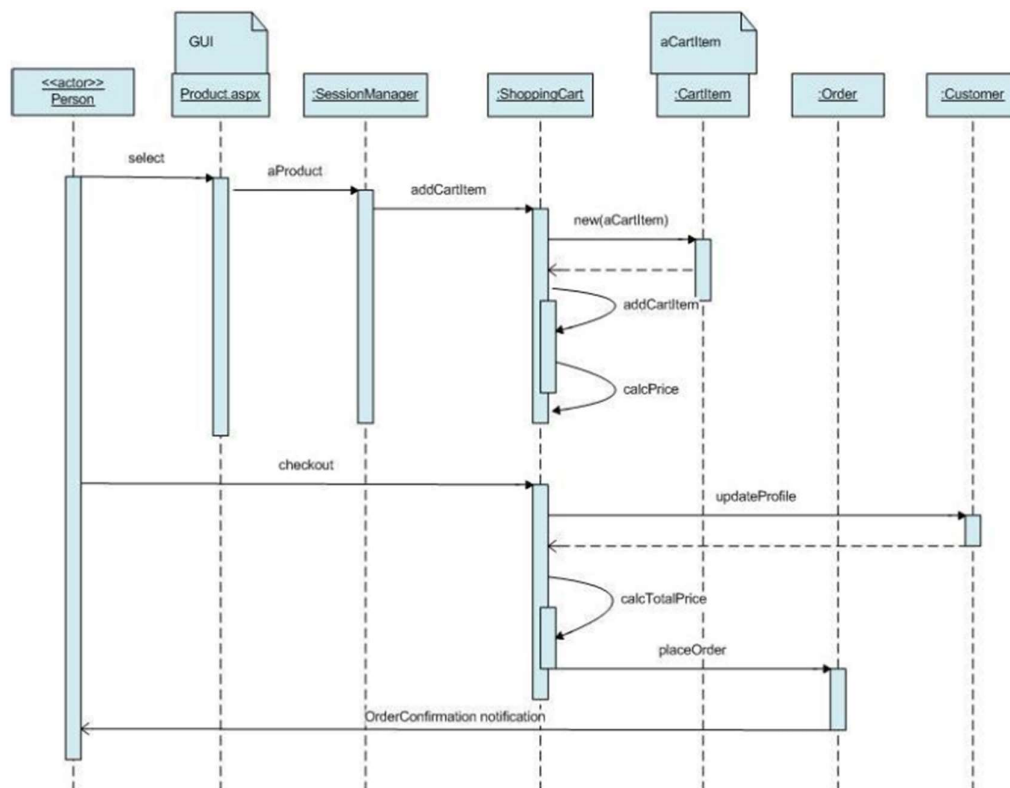 GUI
aCartItem
<<actor>>
Person
Product.aspx
:SessionManager
:ShoppingCart
:CartItem
:Order
:Customer
select
aProduct
addCartItem
new(aCartItem)
addCartItem
calcPrice
checkout
updateProfile
calcTotalPrice
placeOrder
OrderConfirmation notification